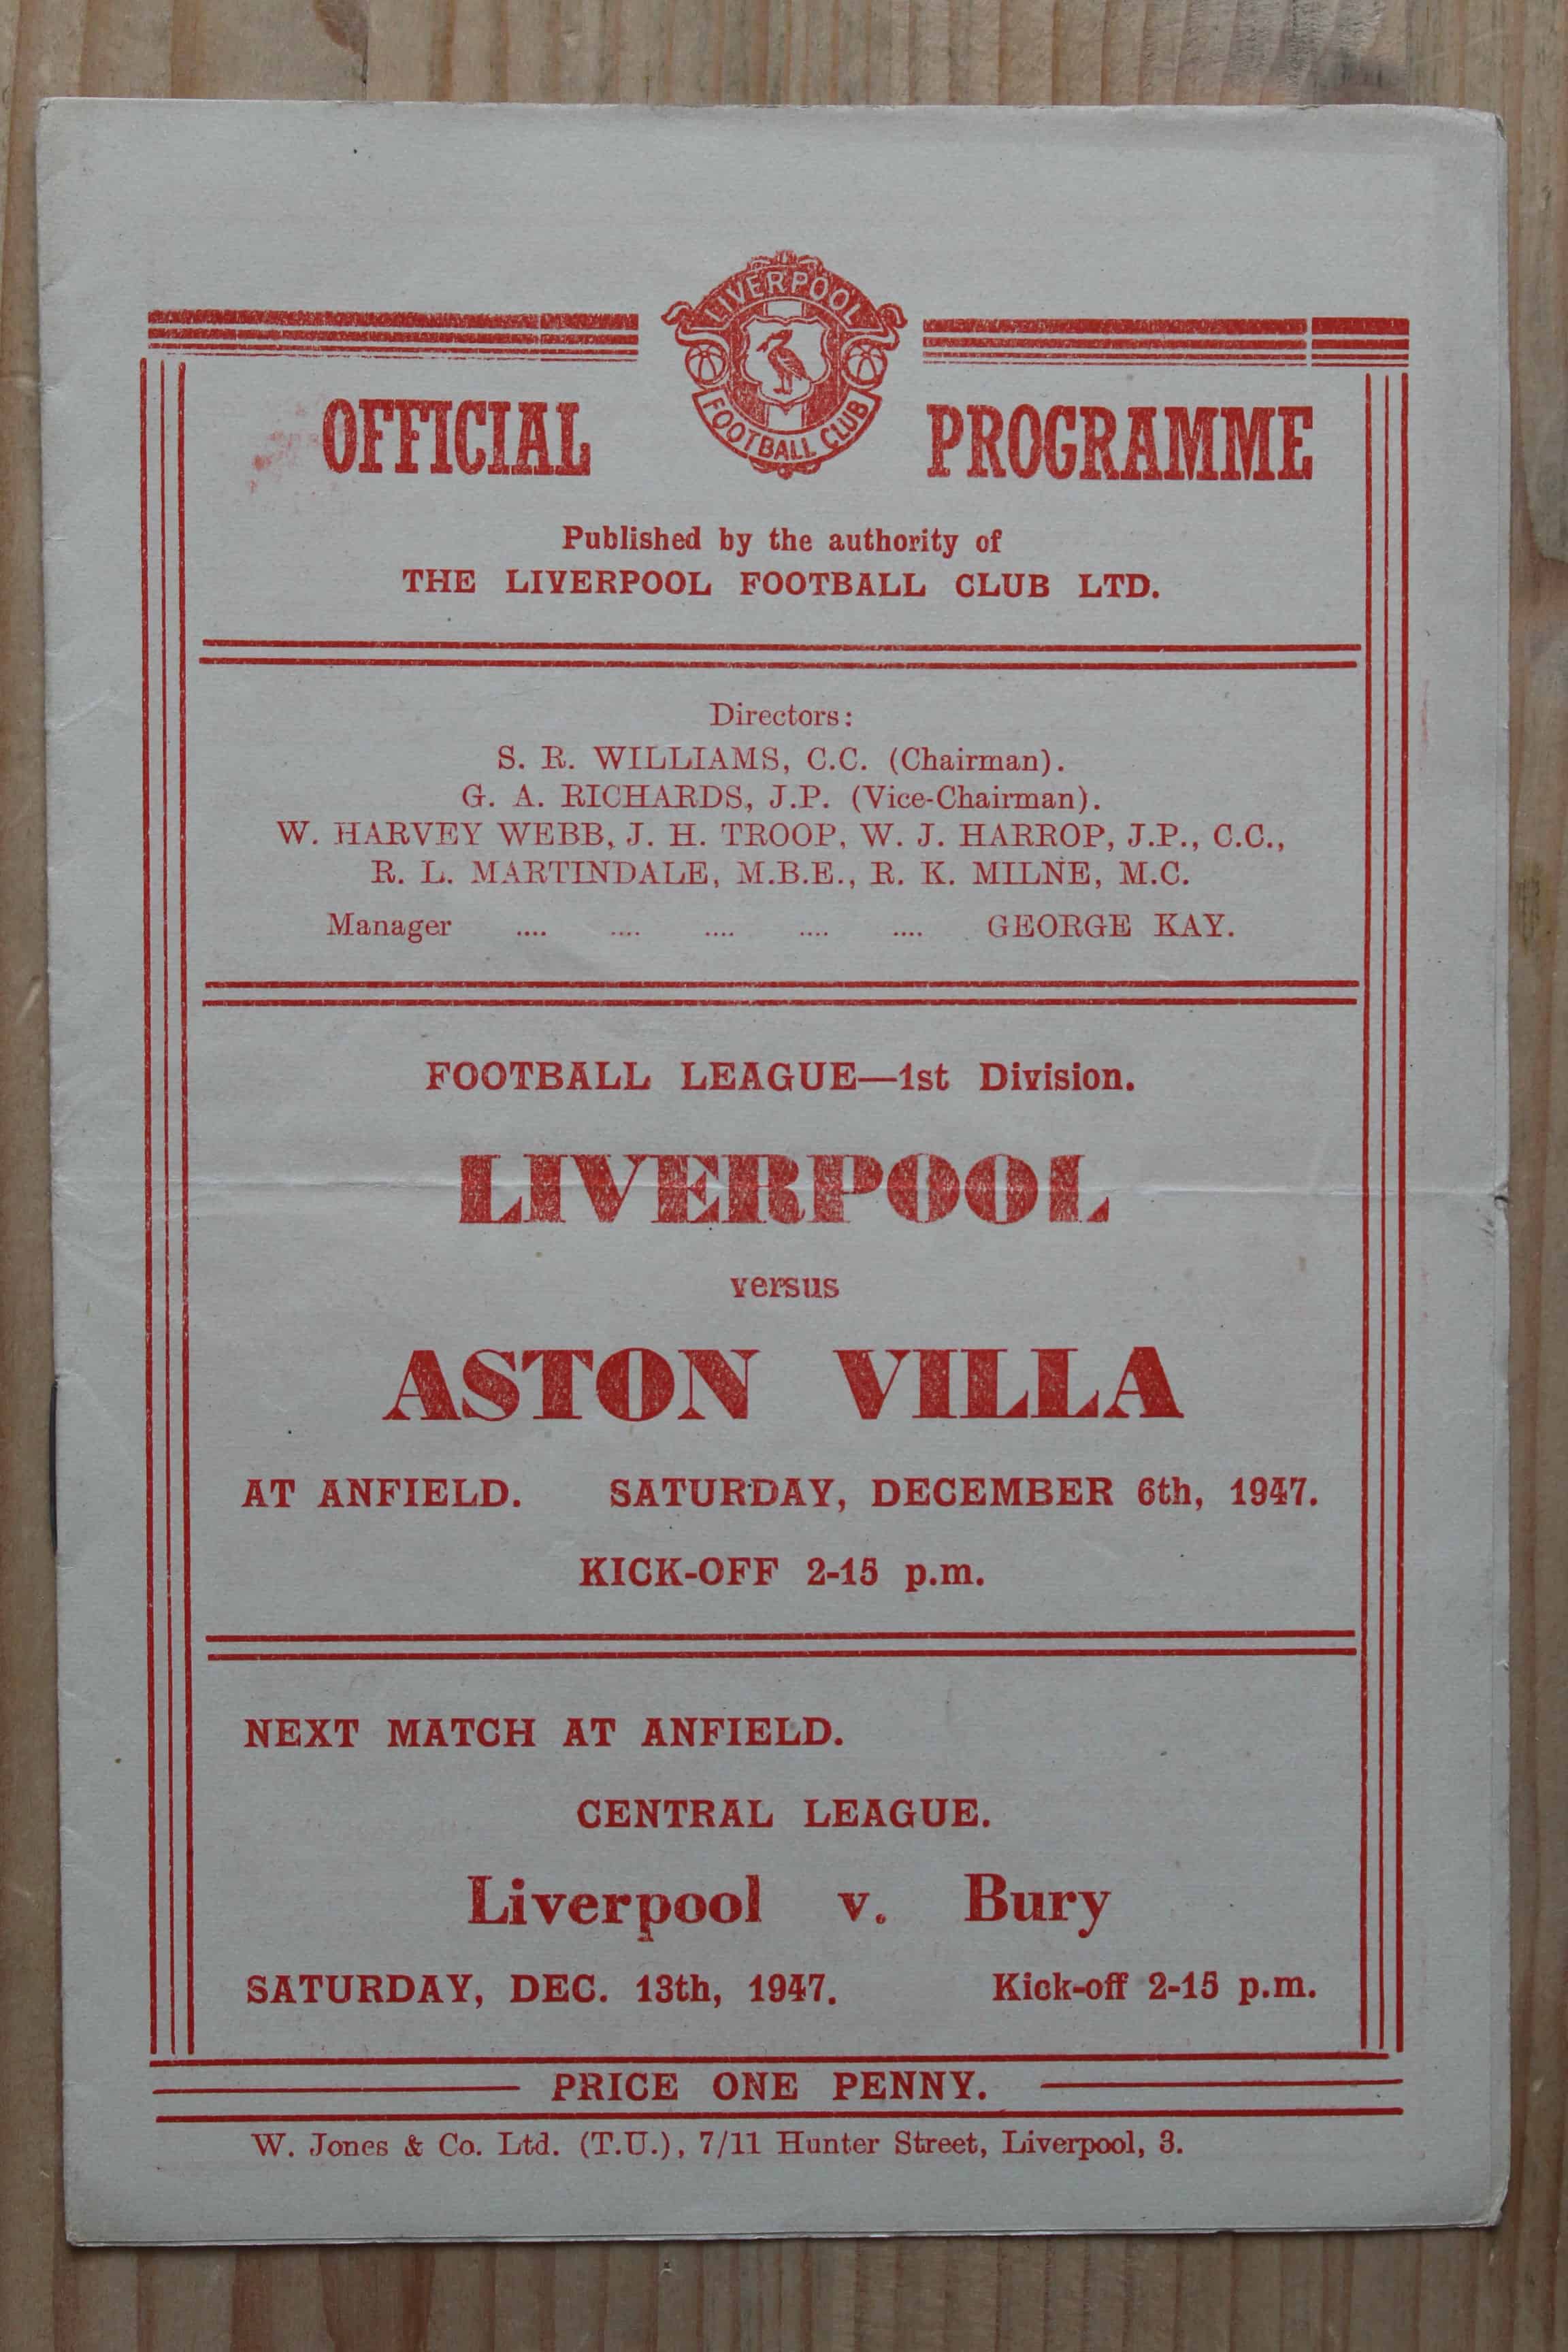 LIVERPOOL
FOOTBALL CLUB
OFFICIAL PROGRAMME
Published by the authority of
THE LIVERPOOL FOOTBALL CLUB LTD.
Directors:
S. R. WILLIAMS, C.C. (Chairman).
G. A. RICHARDS, J.P. (Vice-Chairman).
W. HARVEY WEBB, J. H. TROOP, W. J. HARROP, J.P., C.C.,
R. L. MARTINDALE, M.B.E., R. K. MILNE, M.C.
Manager .... .... .... .... .... GEORGE KAY.
FOOTBALL LEAGUE—1st Division.
LIVERPOOL
versus
ASTON VILLA
AT ANFIELD. SATURDAY, DECEMBER 6th, 1947.
KICK-OFF 2-15 p.m.
NEXT MATCH AT ANFIELD.
CENTRAL LEAGUE.
Liverpool v. Bury
SATURDAY, DEC. 13th, 1947. Kick-off 2-15 p.m.
PRICE ONE PENNY.
W. Jones & Co. Ltd. (T.U.), 7/11 Hunter Street, Liverpool, 3.